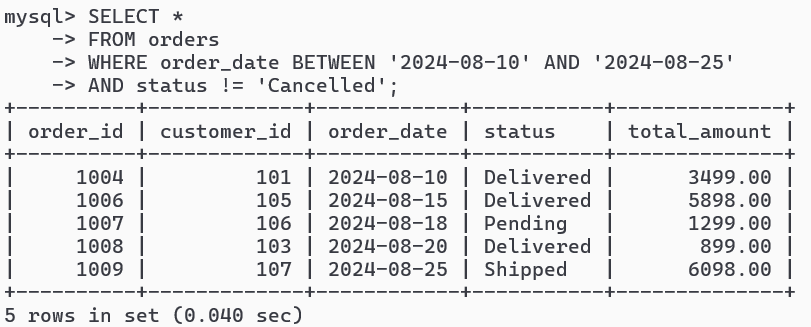 mysql> SELECT *
    -> FROM orders
    -> WHERE order_date BETWEEN '2024-08-10' AND '2024-08-25'
    -> AND status != 'Cancelled';
+----------+-------------+------------+-----------+--------------+
| order_id | customer_id | order_date | status    | total_amount |
+----------+-------------+------------+-----------+--------------+
|     1004 |         101 | 2024-08-10 | Delivered |      3499.00 |
|     1006 |         105 | 2024-08-15 | Delivered |      5898.00 |
|     1007 |         106 | 2024-08-18 | Pending   |      1299.00 |
|     1008 |         103 | 2024-08-20 | Delivered |       899.00 |
|     1009 |         107 | 2024-08-25 | Shipped   |      6098.00 |
+----------+-------------+------------+-----------+--------------+
5 rows in set (0.040 sec)